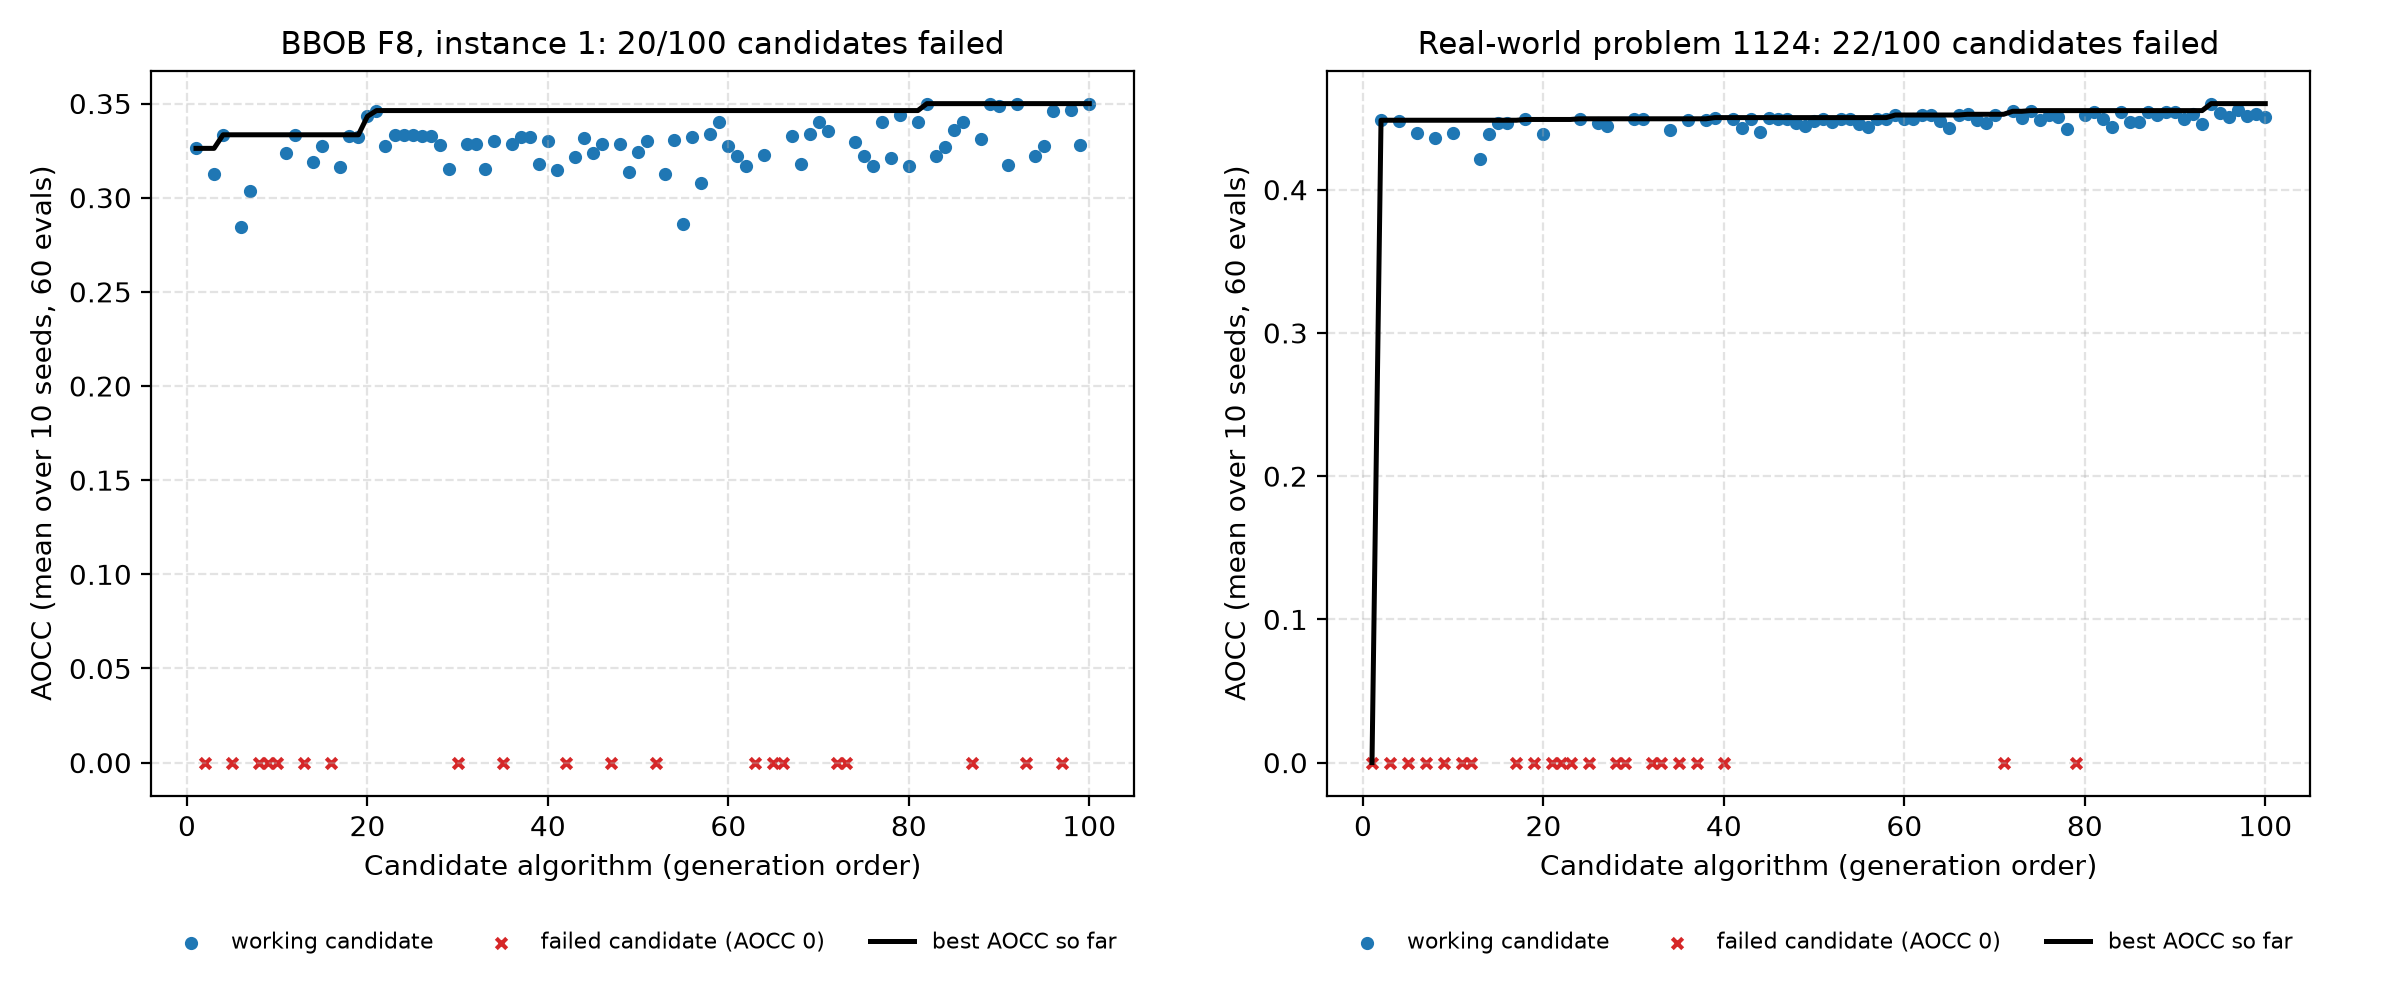 BBOB F8, instance 1: 20/100 candidates failed
AOCC (mean over 10 seeds, 60 evals)
0.35
0.30
0.25
0.20
0.15
0.10
0.05
0.00
0 20 40 60 80 100
Candidate algorithm (generation order)
working candidate failed candidate (AOCC 0) best AOCC so far
Real-world problem 1124: 22/100 candidates failed
AOCC (mean over 10 seeds, 60 evals)
0.4
0.3
0.2
0.1
0.0
0 20 40 60 80 100
Candidate algorithm (generation order)
working candidate failed candidate (AOCC 0) best AOCC so far